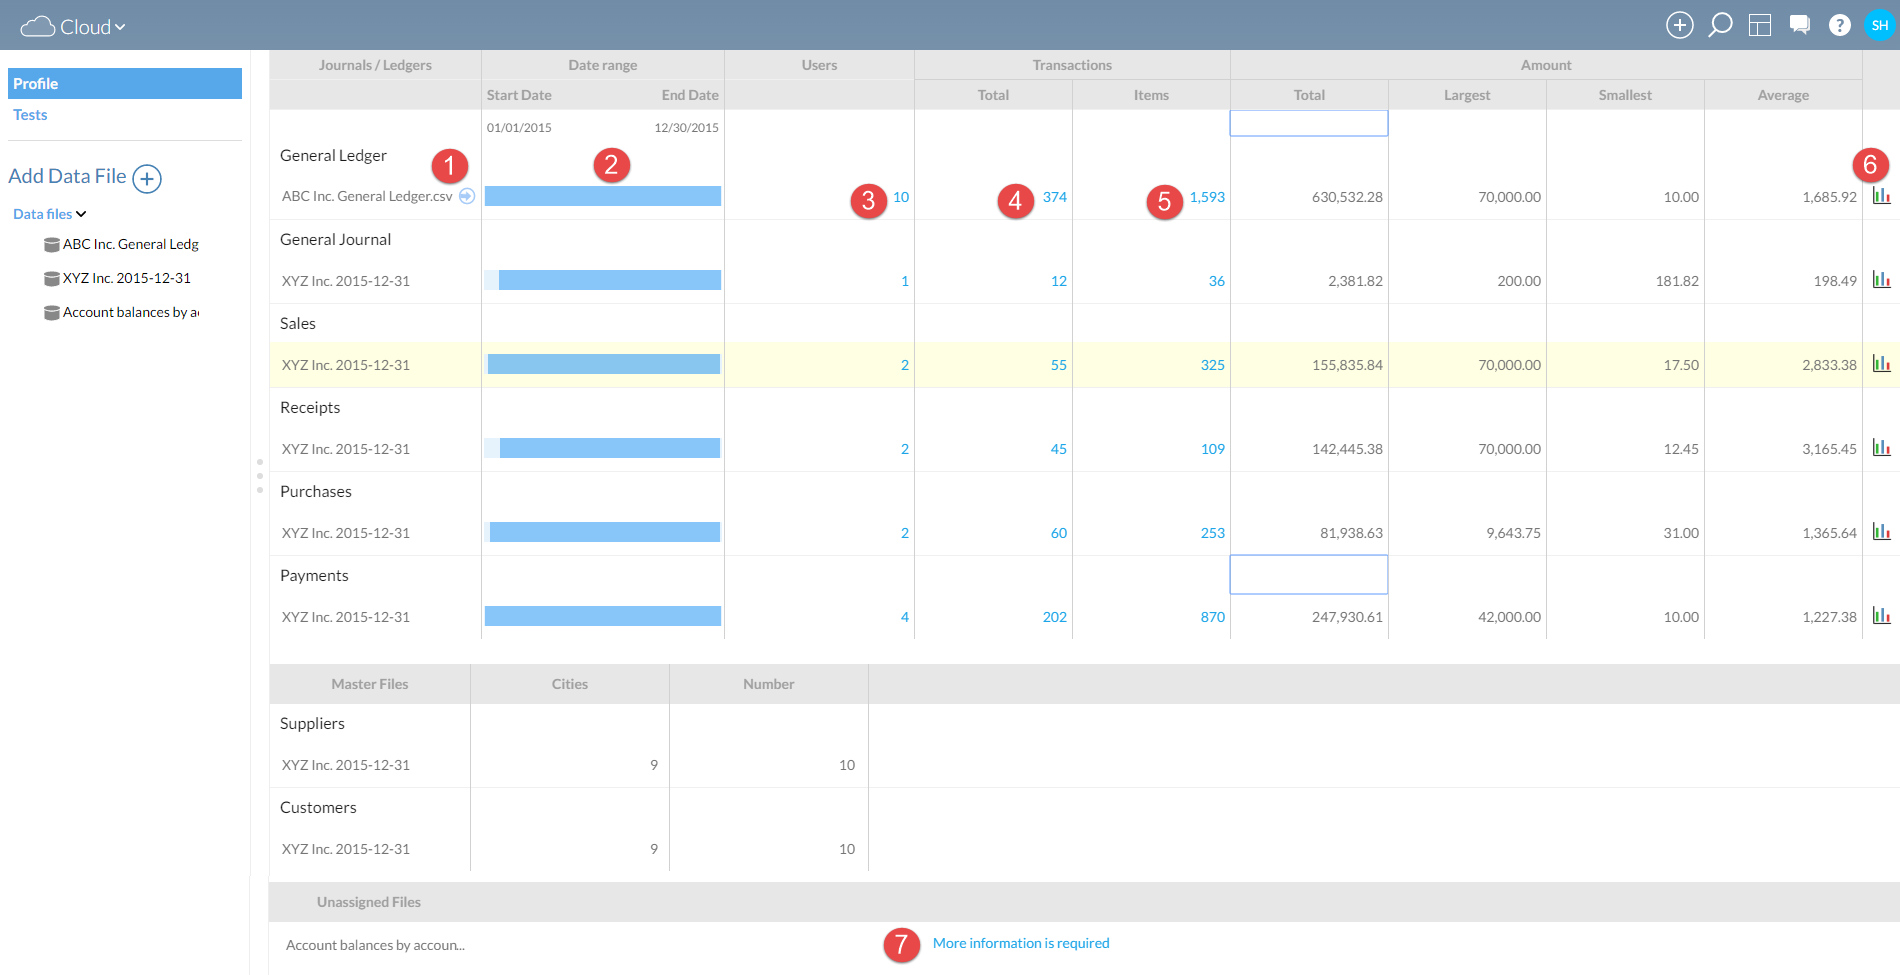 Cloud
SH
Profile
Tests
Add Data File
Data files
ABC Inc. General Ledg
XYZ Inc. 2015-12-31
Account balances by a
Journals / Ledgers Date range Users Transactions Amount
Start Date End Date Total Items Total Largest Smallest Average
01/01/2015 12/30/2015
General Ledger 1 2 6
ABC Inc. General Ledger.csv 3 10 4 374 5 1,593 630,532.28 70,000.00 10.00 1,685.92
General Journal
XYZ Inc. 2015-12-31 1 12 36 2,381.82 200.00 181.82 198.49
Sales
XYZ Inc. 2015-12-31 2 55 325 155,835.84 70,000.00 17.50 2,833.38
Receipts
XYZ Inc. 2015-12-31 2 45 109 142,445.38 70,000.00 12.45 3,165.45
Purchases
XYZ Inc. 2015-12-31 2 60 253 81,938.63 9,643.75 31.00 1,365.64
Payments
XYZ Inc. 2015-12-31 4 202 870 247,930.61 42,000.00 10.00 1,227.38
Master Files Cities Number
Suppliers
XYZ Inc. 2015-12-31 9 10
Customers
XYZ Inc. 2015-12-31 9 10
Unassigned Files
Account balances by accoun... 7 More information is required